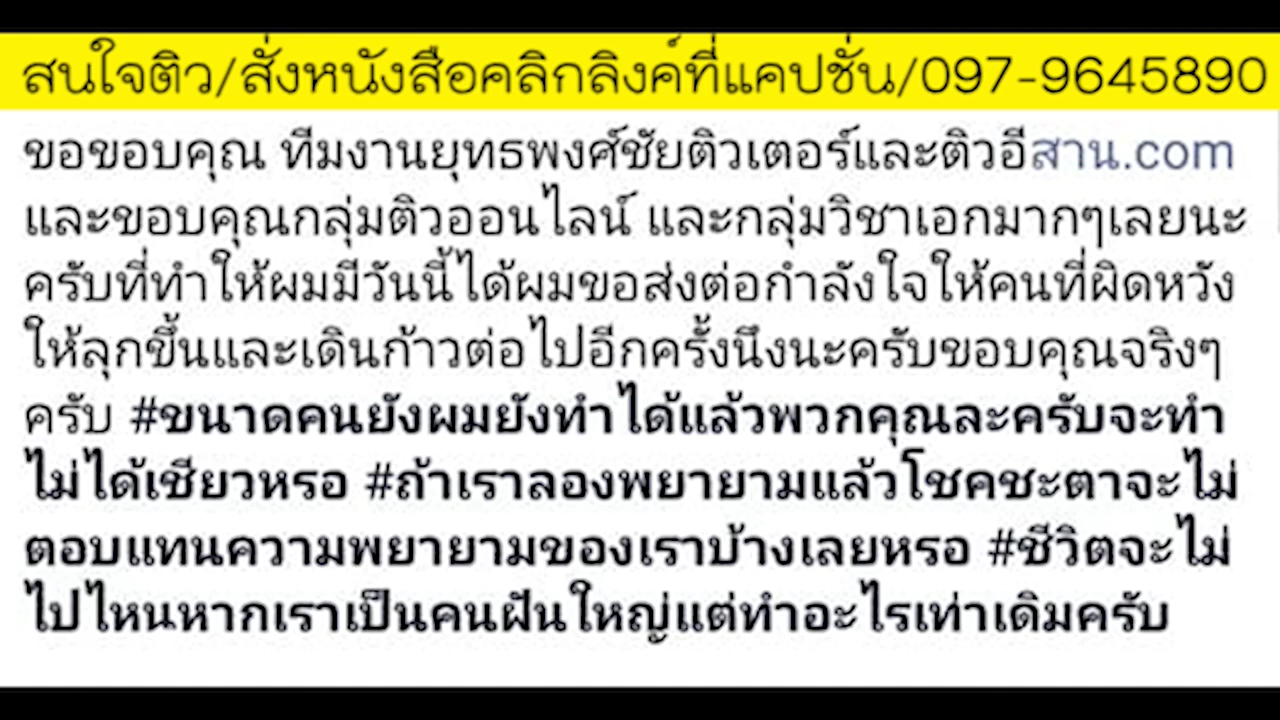 สนใจติว/สั่งหนังสือคลิกลิงค์ที่แคปชั่น/097-9645890
ขอขอบคุณ ทีมงานยุทธพงศ์ชัยติวเตอร์และติวอีสาน.com
และขอบคุณกลุ่มติวออนไลน์ และกลุ่มวิชาเอกมากๆเลยนะ
ครับที่ทำให้ผมมีวันนี้ได้ผมขอส่งต่อกำลังใจให้คนที่ผิดหวัง
ให้ลุกขึ้นและเดินก้าวต่อไปอีกครั้งนึงนะครับขอบคุณจริงๆ
ครับ #ขนาดคนยังผมยังทำได้แล้วพวกคุณละครับจะทำ
ไม่ได้เชียวหรอ #ถ้าเราลองพยายามแล้วโชคชะตาจะไม่
ตอบแทนความพยายามของเราบ้างเลยหรอ #ชีวิตจะไม่
ไปไหนหากเราเป็นคนฝันใหญ่แต่ทำอะไรเท่าเดิมครับ